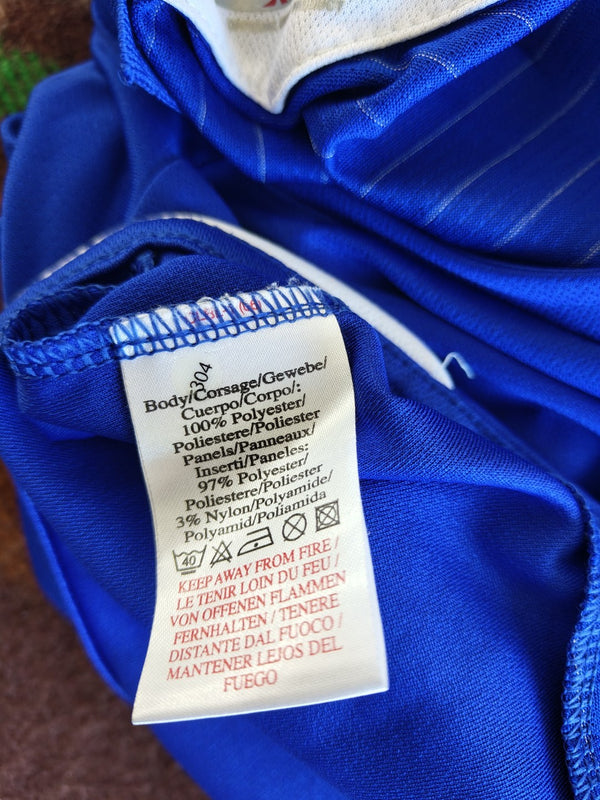 304
Body/Corsage/Gewebe/
Cuerpo/Corpo/:
100% Polyester/
Poliestere/Poliester/
Panels/Panneaux/
Inserti/Paneles:
97% Polyester/
Poliestere/Poliester/
3% Nylon/Polyamide/
Polyamid/Poliamida
40
KEEP AWAY FROM FIRE/
LE TENIR LOIN DU FEU/
VON OFFENEN FLAMMEN
FERNHALTEN / TENERE
DISTANTE DAL FUOCO/
MANTENER LEJOS DEL
FUEGO